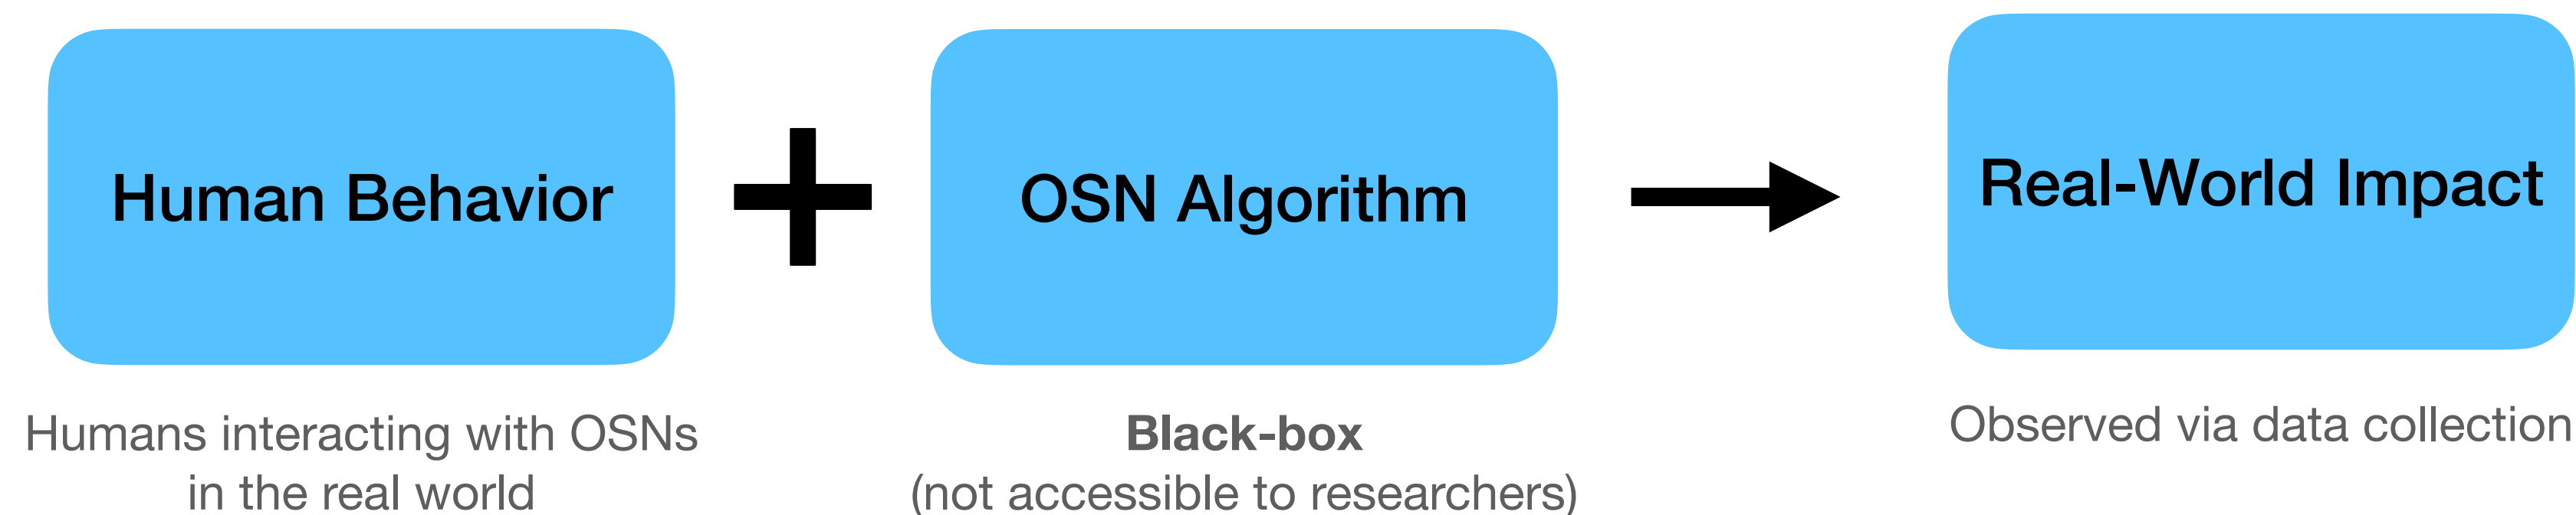 Human Behavior
OSN Algorithm
Real-World Impact
Humans interacting with OSNs
in the real world
Black-box
(not accessible to researchers)
Observed via data collection